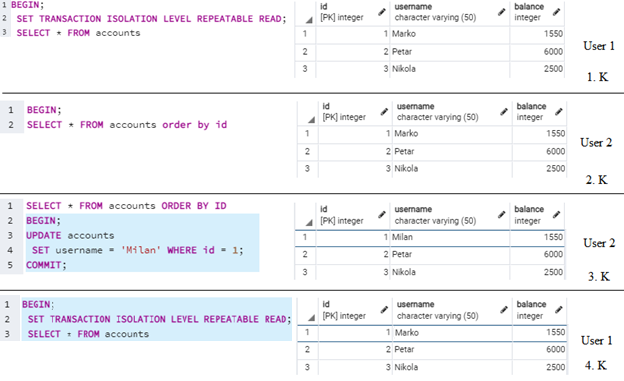 1 BEGIN;
2 SET TRANSACTION ISOLATION LEVEL REPEATABLE READ;
3 SELECT * FROM accounts
id username balance
[PK] integer character varying (50) integer
1 1 Marko 1550
2 2 Petar 6000
3 3 Nikola 2500
User 1
1. K
1 BEGIN;
2 SELECT * FROM accounts order by id
id username balance
[PK] integer character varying (50) integer
1 1 Marko 1550
2 2 Petar 6000
3 3 Nikola 2500
User 2
2. K
1 SELECT * FROM accounts ORDER BY ID
2 BEGIN;
3 UPDATE accounts
4 SET username = 'Milan' WHERE id = 1;
5 COMMIT;
id username balance
[PK] integer character varying (50) integer
1 1 Milan 1550
2 2 Petar 6000
3 3 Nikola 2500
User 2
3. K
1 BEGIN;
2 SET TRANSACTION ISOLATION LEVEL REPEATABLE READ;
3 SELECT * FROM accounts
id username balance
[PK] integer character varying (50) integer
1 1 Marko 1550
2 2 Petar 6000
3 3 Nikola 2500
User 1
4. K